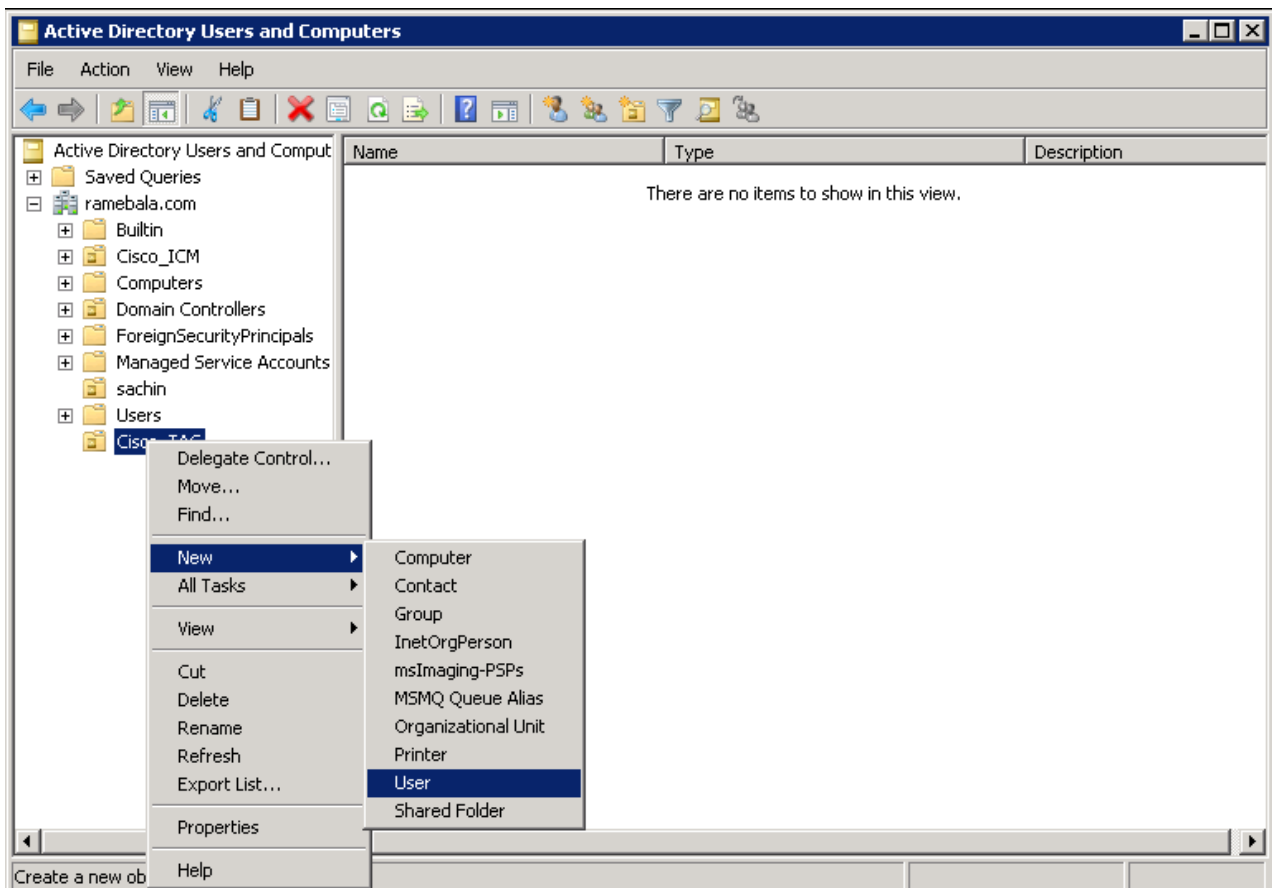 Active Directory Users and Computers
File Action View Help
Active Directory Users and Comput
Saved Queries
ramebala.com
Builtin
Cisco_ICM
Computers
Domain Controllers
ForeignSecurityPrincipals
Managed Service Accounts
sachin
Users
Cisco_TAC
Name Type Description
There are no items to show in this view.
Delegate Control...
Move...
Find...
New
All Tasks
View
Cut
Delete
Rename
Refresh
Export List...
Properties
Help
Computer
Contact
Group
InetOrgPerson
msImaging-PSPs
MSMQ Queue Alias
Organizational Unit
Printer
User
Shared Folder
Create a new ob